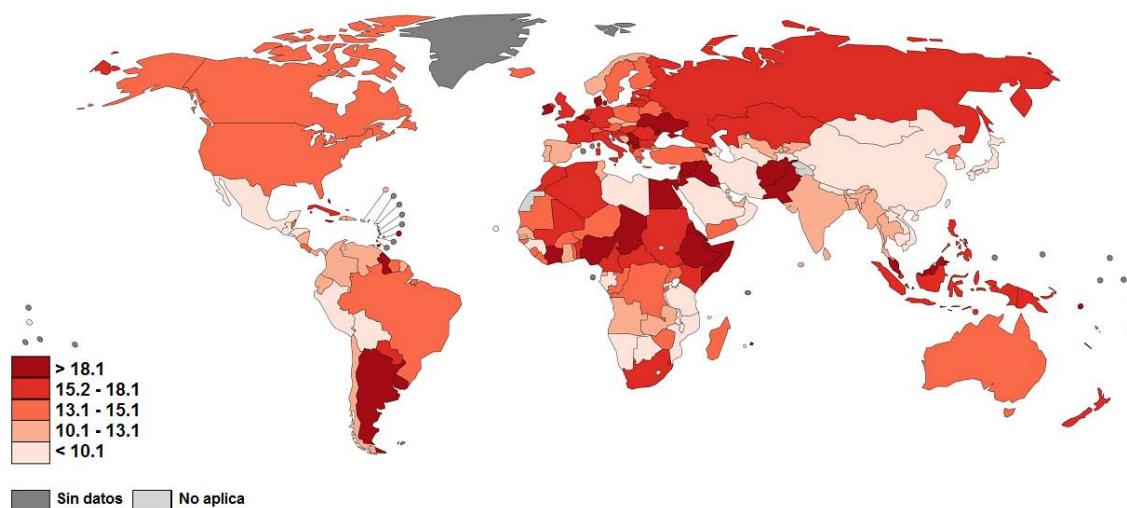 > 18.1
15.2 - 18.1
13.1 - 15.1
10.1 - 13.1
< 10.1
Sin datos No aplica